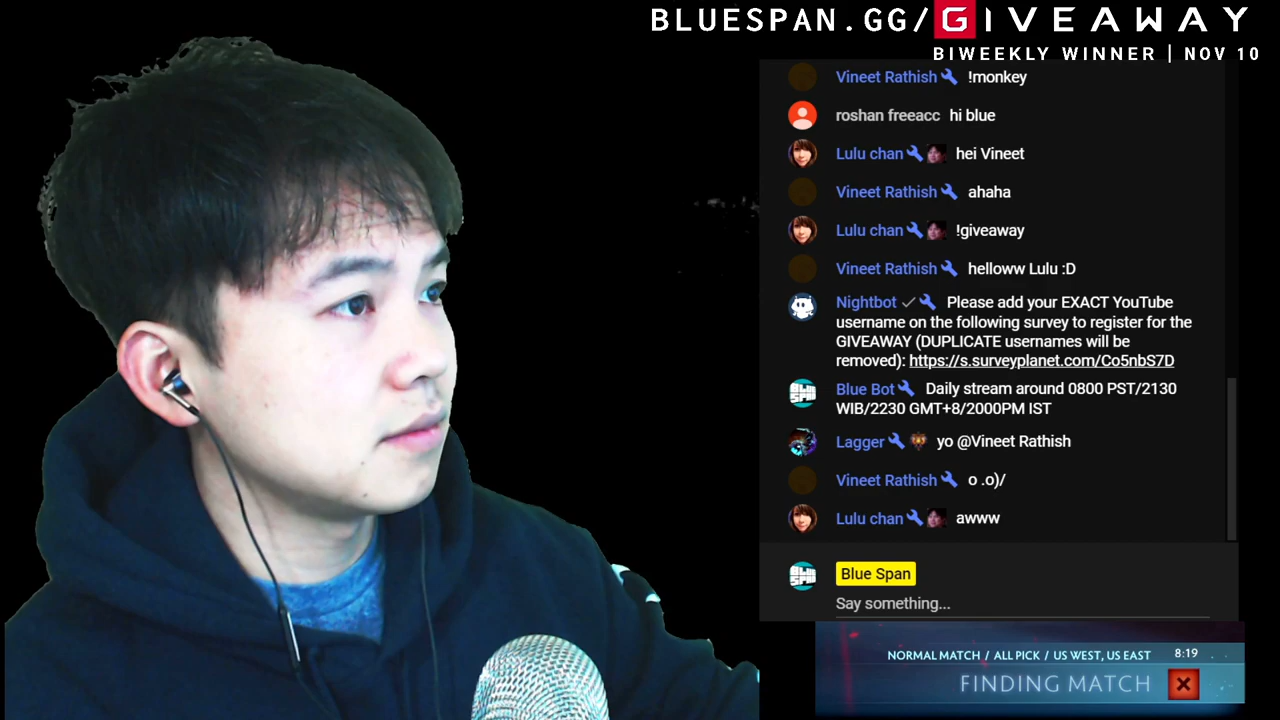 BLUESPAN.GG/GIVEAWAY
BIWEEKLY WINNER | NOV 10
Vineet Rathish !monkey
roshan freeacc hi blue
Lulu chan hei Vineet
Vineet Rathish ahaha
Lulu chan !giveaway
Vineet Rathish helloww Lulu :D
Nightbot Please add your EXACT YouTube
username on the following survey to register for the
GIVEAWAY (DUPLICATE usernames will be
removed): https://s.surveyplanet.com/Co5nbS7D
Blue Bot Daily stream around 0800 PST/2130
WIB/2230 GMT+8/2000PM IST
Lagger yo @Vineet Rathish
Vineet Rathish o .o)/
Lulu chan awww
Blue Span
Say something...
NORMAL MATCH / ALL PICK / US WEST, US EAST 8:19
FINDING MATCH